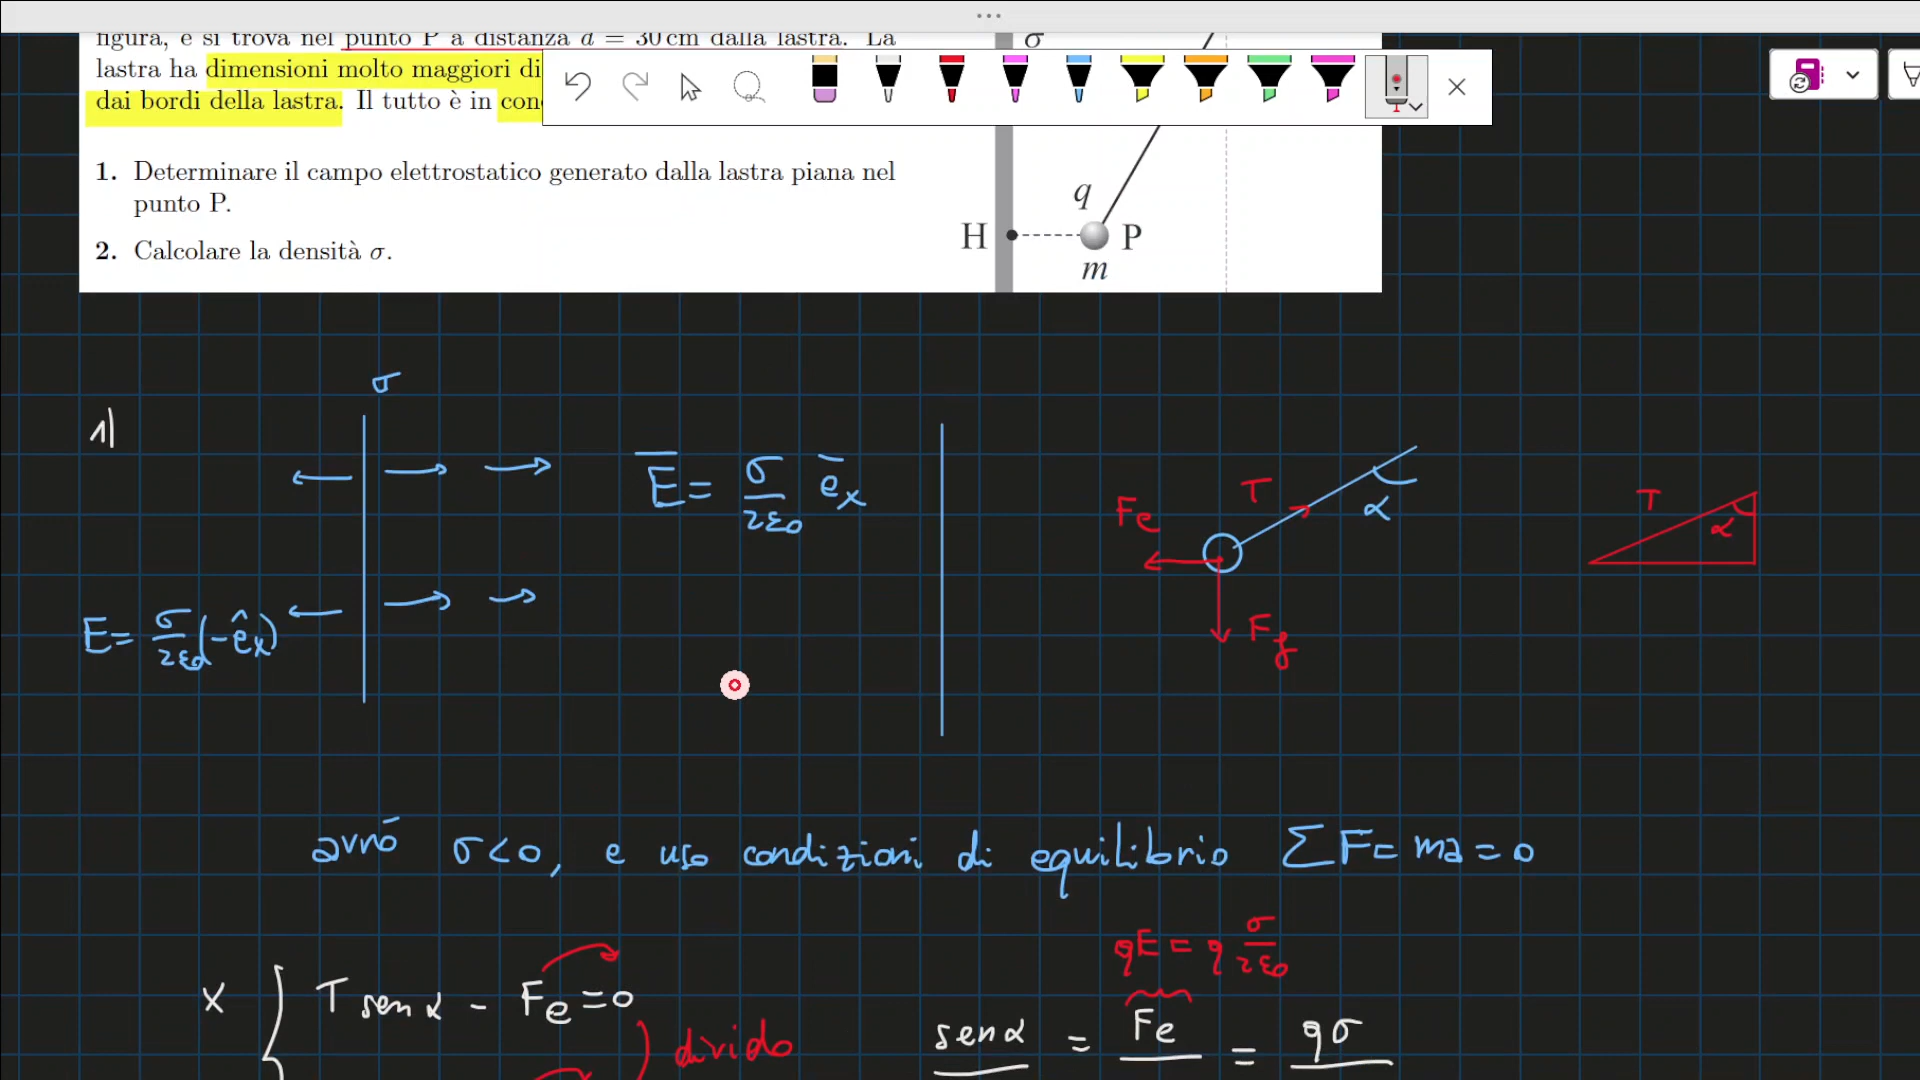 figura, e si trova nel punto P a distanza d = 30 cm dalla lastra. La
lastra ha dimensioni molto maggiori di
dai bordi della lastra. Il tutto è in con
1. Determinare il campo elettrostatico generato dalla lastra piana nel
punto P.
2. Calcolare la densità σ.
σ
q
H P
m
σ
1)
E = σ/2ε₀ e̅ₓ
E = σ/2ε₀ (-êₓ)
Fe T α
Fg
T α
avrò σ<0, e uso condizioni di equilibrio ΣF = ma = 0
qE = q σ/2ε₀
X { T sen α - Fe = 0
) divido
sen α = Fe = qσ